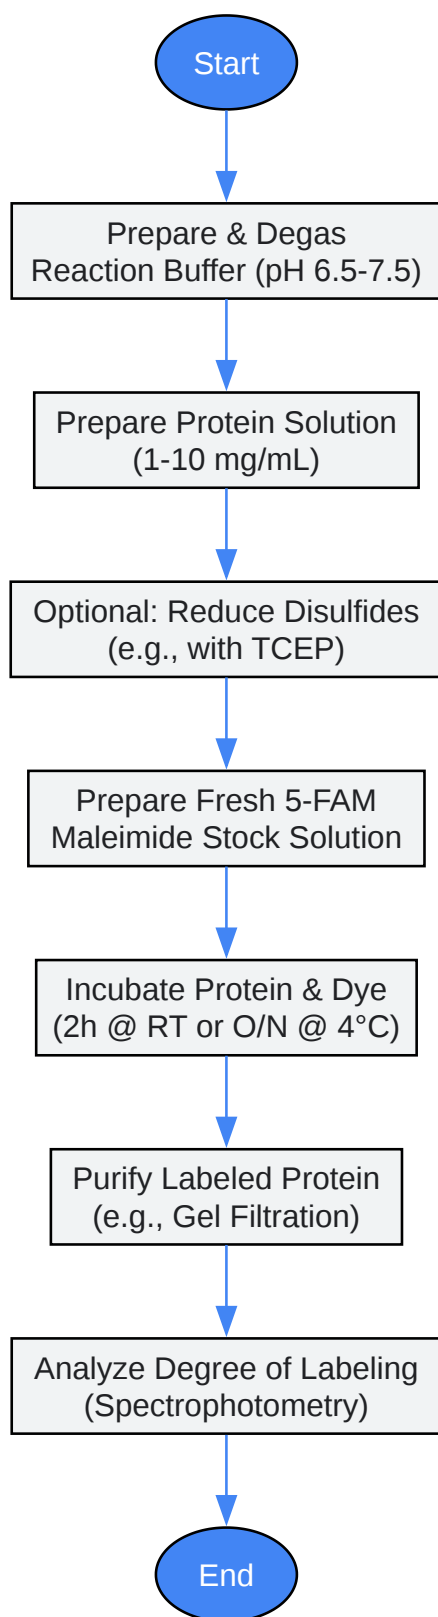 Start
Prepare & Degas
Reaction Buffer (pH 6.5-7.5)
Prepare Protein Solution
(1-10 mg/mL)
Optional: Reduce Disulfides
(e.g., with TCEP)
Prepare Fresh 5-FAM
Maleimide Stock Solution
Incubate Protein & Dye
(2h @ RT or O/N @ 4°C)
Purify Labeled Protein
(e.g., Gel Filtration)
Analyze Degree of Labeling
(Spectrophotometry)
End